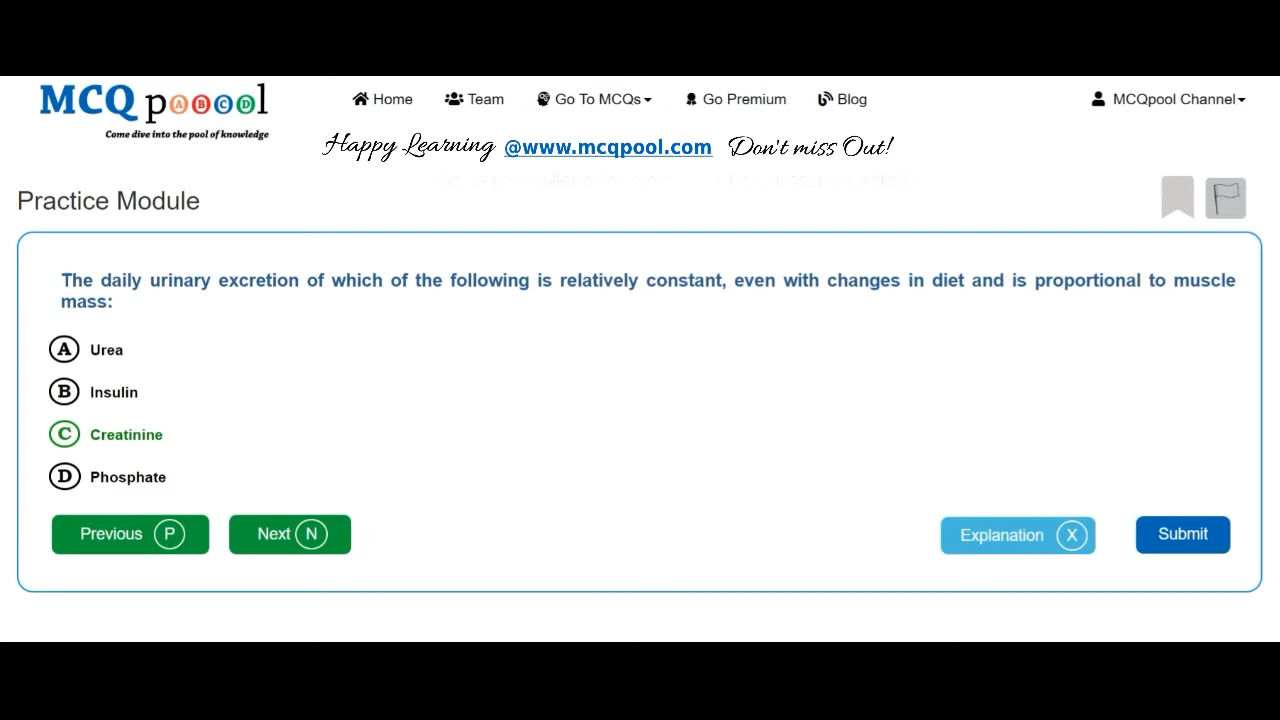 MCQ pooool
Come dive into the pool of knowledge
Home Team Go To MCQs Go Premium Blog MCQpool Channel
Happy Learning @www.mcqpool.com Don't miss Out!
Practice Module
The daily urinary excretion of which of the following is relatively constant, even with changes in diet and is proportional to muscle
mass:
A Urea
B Insulin
C Creatinine
D Phosphate
Previous P Next N Explanation X Submit